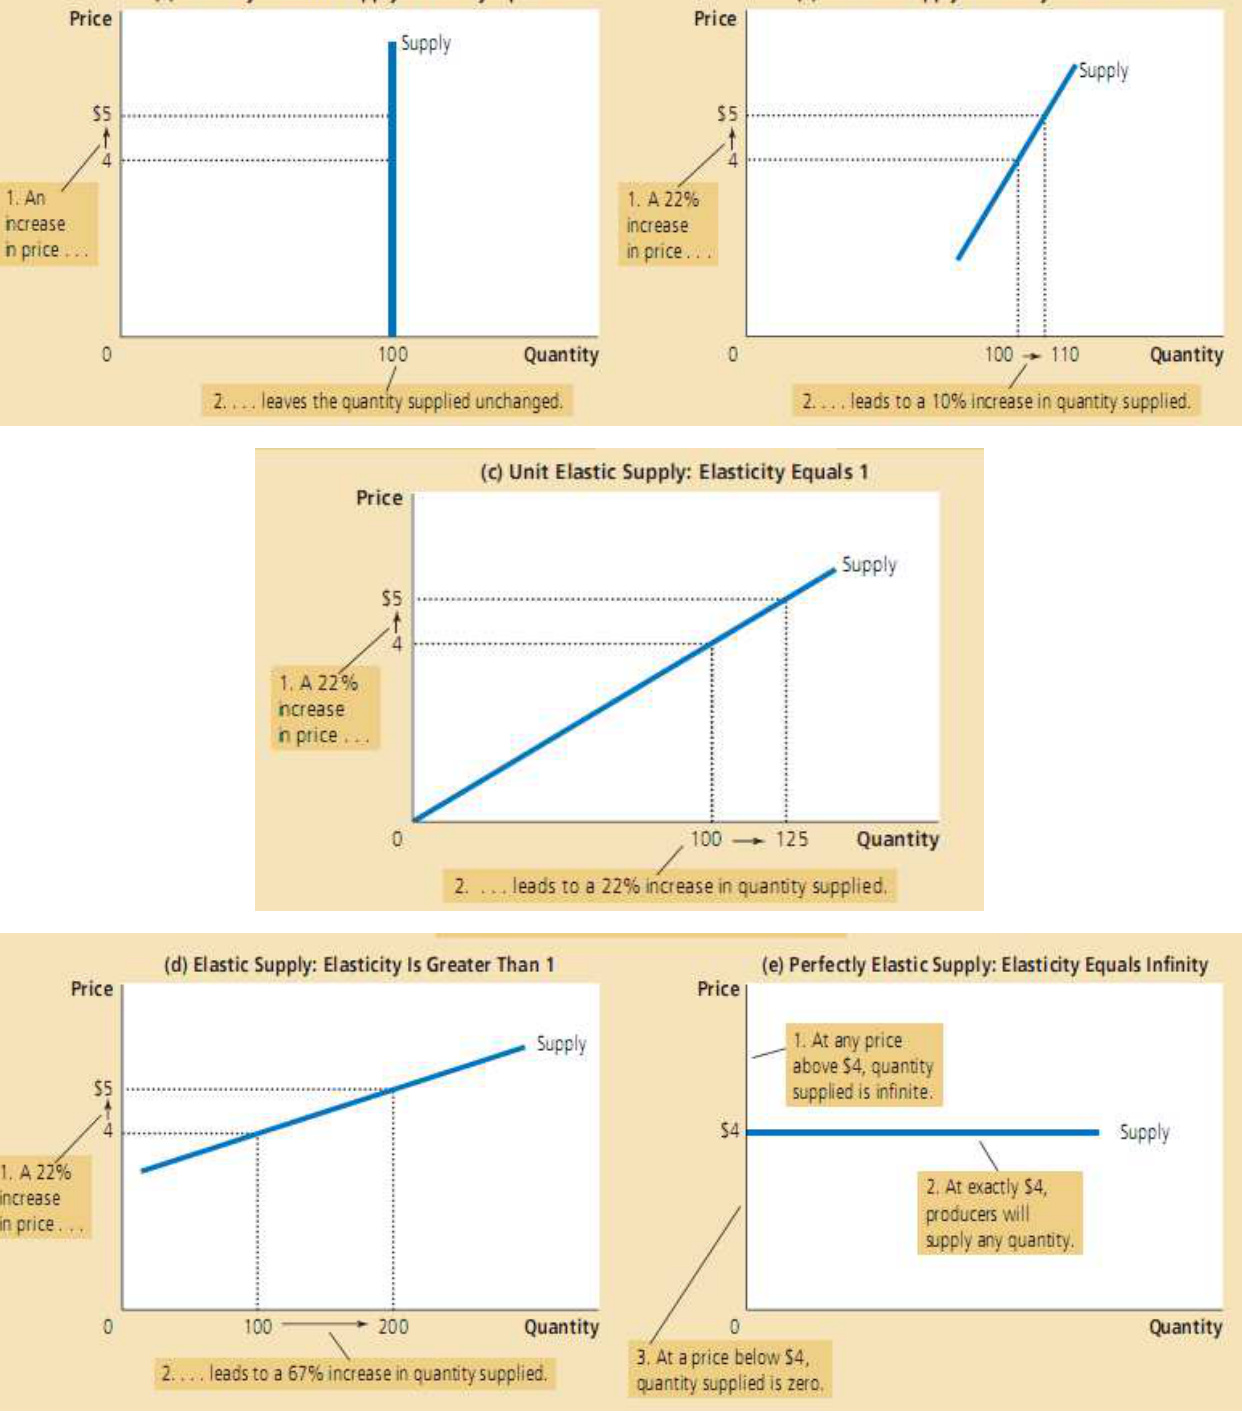 Price
Supply
$5
4
1. An
increase
in price . . .
0
100
Quantity
2. . . . leaves the quantity supplied unchanged.
Price
Supply
$5
4
1. A 22%
increase
in price . . .
0
100
110
Quantity
2. . . . leads to a 10% increase in quantity supplied.
(c) Unit Elastic Supply: Elasticity Equals 1
Price
Supply
$5
4
1. A 22%
increase
in price . . .
0
100
125
Quantity
2. . . . leads to a 22% increase in quantity supplied.
(d) Elastic Supply: Elasticity Is Greater Than 1
Price
Supply
$5
4
1. A 22%
increase
in price . . .
0
100
200
Quantity
2. . . . leads to a 67% increase in quantity supplied.
(e) Perfectly Elastic Supply: Elasticity Equals Infinity
Price
1. At any price
above $4, quantity
supplied is infinite.
$4
Supply
2. At exactly $4,
producers will
supply any quantity.
0
Quantity
3. At a price below $4,
quantity supplied is zero.